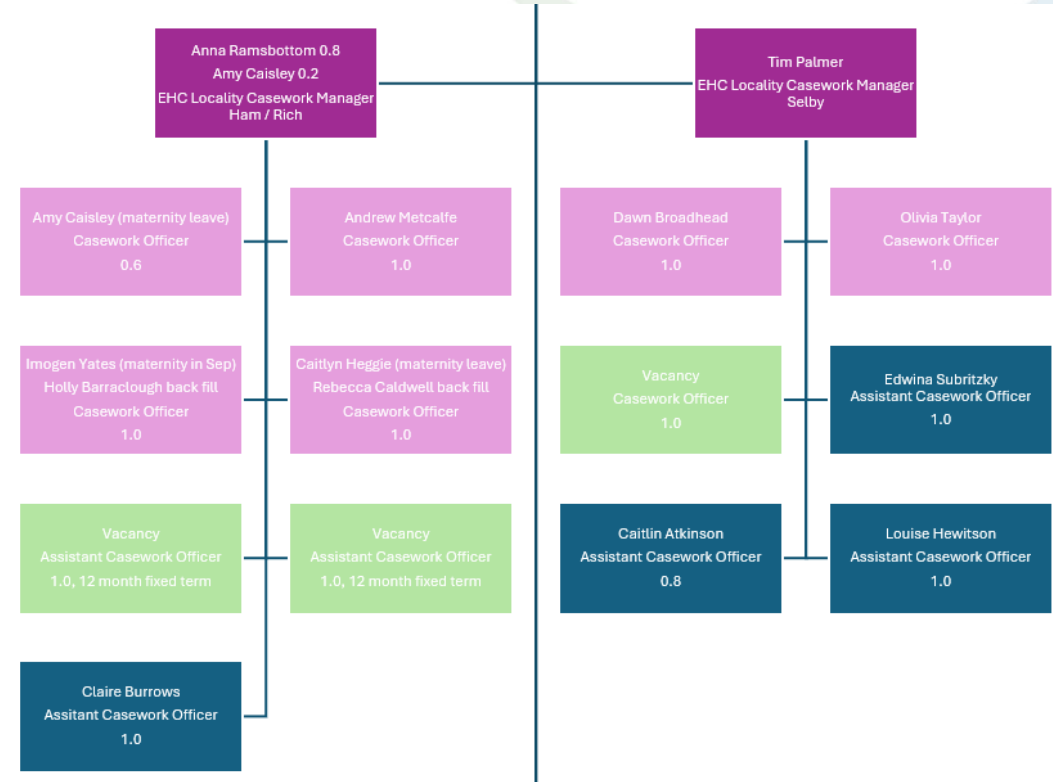 Anna Ramsbottom 0.8
Amy Caisley 0.2
EHC Locality Casework Manager
Ham / Rich
Tim Palmer
EHC Locality Casework Manager
Selby
Amy Caisley (maternity leave)
Casework Officer
0.6
Andrew Metcalfe
Casework Officer
1.0
Dawn Broadhead
Casework Officer
1.0
Olivia Taylor
Casework Officer
1.0
Imogen Yates (maternity in Sep)
Holly Barraclough back fill
Casework Officer
1.0
Caitlyn Heggie (maternity leave)
Rebecca Caldwell back fill
Casework Officer
1.0
Vacancy
Casework Officer
1.0
Edwina Subritzky
Assistant Casework Officer
1.0
Vacancy
Assistant Casework Officer
1.0, 12 month fixed term
Vacancy
Assistant Casework Officer
1.0, 12 month fixed term
Caitlin Atkinson
Assistant Casework Officer
0.8
Louise Hewitson
Assistant Casework Officer
1.0
Claire Burrows
Assitant Casework Officer
1.0